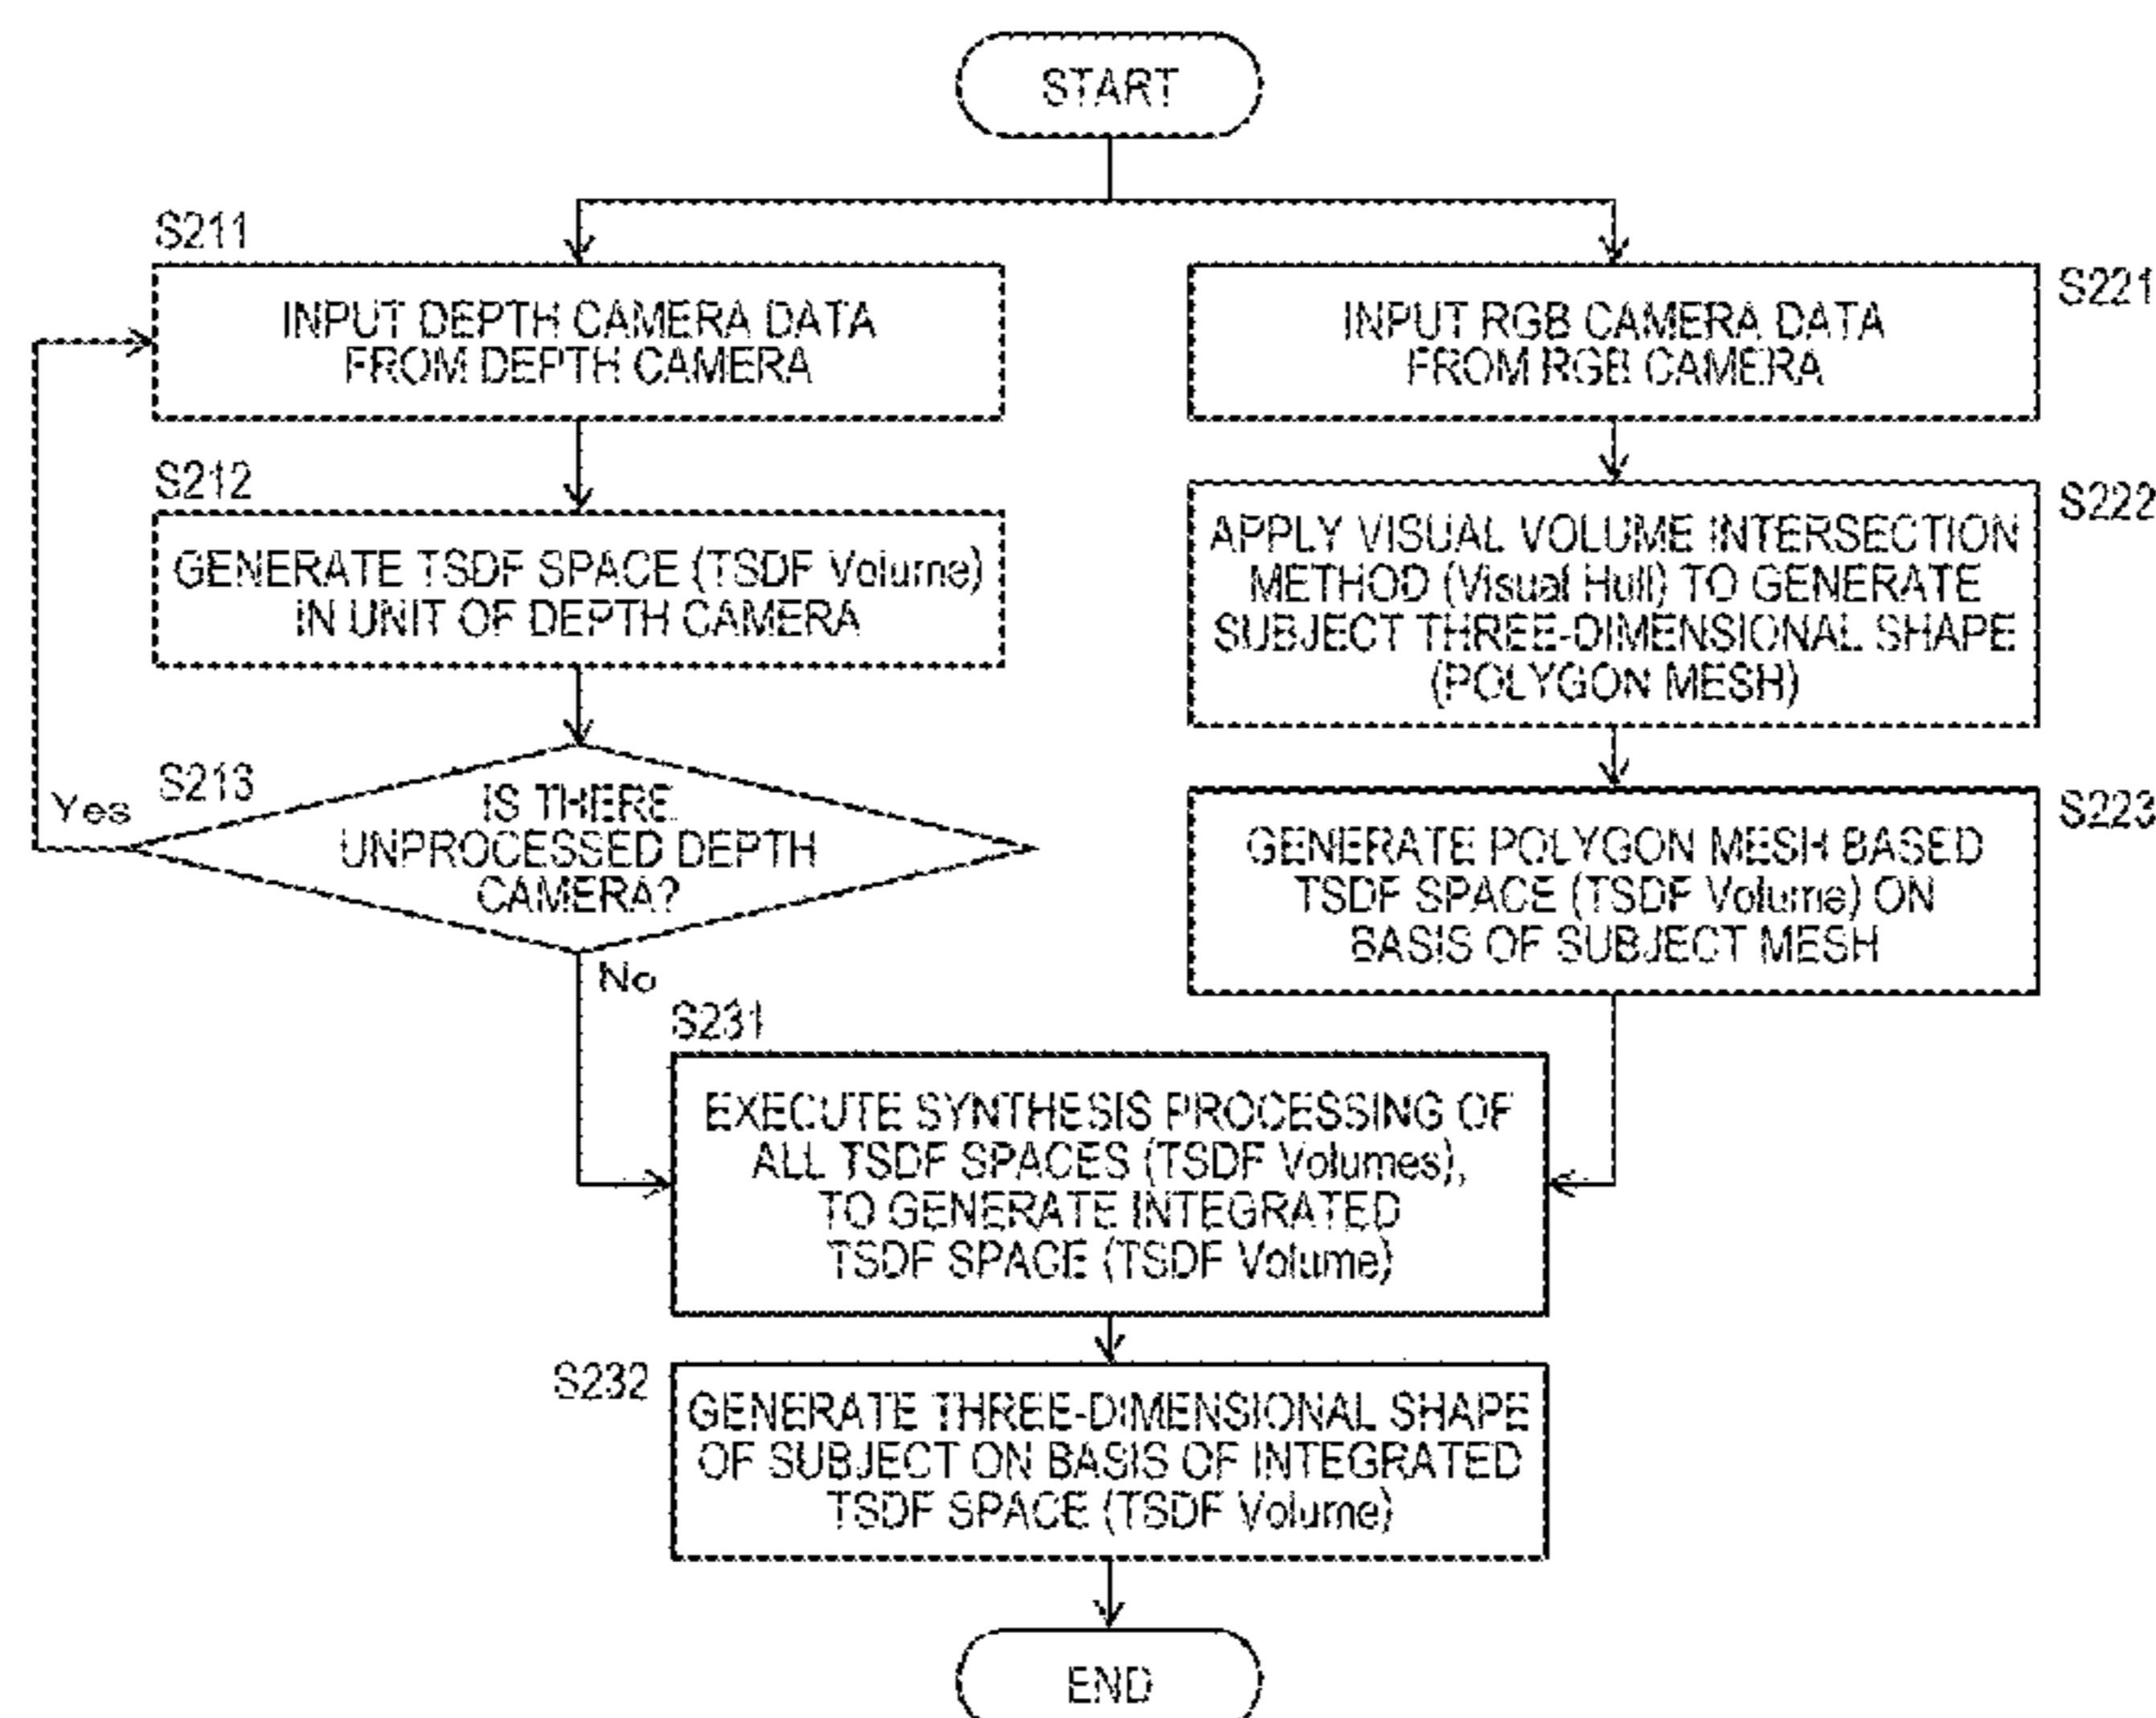 START
S211
INPUT DEPTH CAMERA DATA
FROM DEPTH CAMERA
S212
GENERATE TSDF SPACE (TSDF Volume)
IN UNIT OF DEPTH CAMERA
S213
IS THERE
UNPROCESSED DEPTH
CAMERA?
Yes
No
S221
INPUT RGB CAMERA DATA
FROM RGB CAMERA
S222
APPLY VISUAL VOLUME INTERSECTION
METHOD (Visual Hull) TO GENERATE
SUBJECT THREE-DIMENSIONAL SHAPE
(POLYGON MESH)
S223
GENERATE POLYGON MESH BASED
TSDF SPACE (TSDF Volume) ON
BASIS OF SUBJECT MESH
S231
EXECUTE SYNTHESIS PROCESSING OF
ALL TSDF SPACES (TSDF Volumes),
TO GENERATE INTEGRATED
TSDF SPACE (TSDF Volume)
S232
GENERATE THREE-DIMENSIONAL SHAPE
OF SUBJECT ON BASIS OF INTEGRATED
TSDF SPACE (TSDF Volume)
END